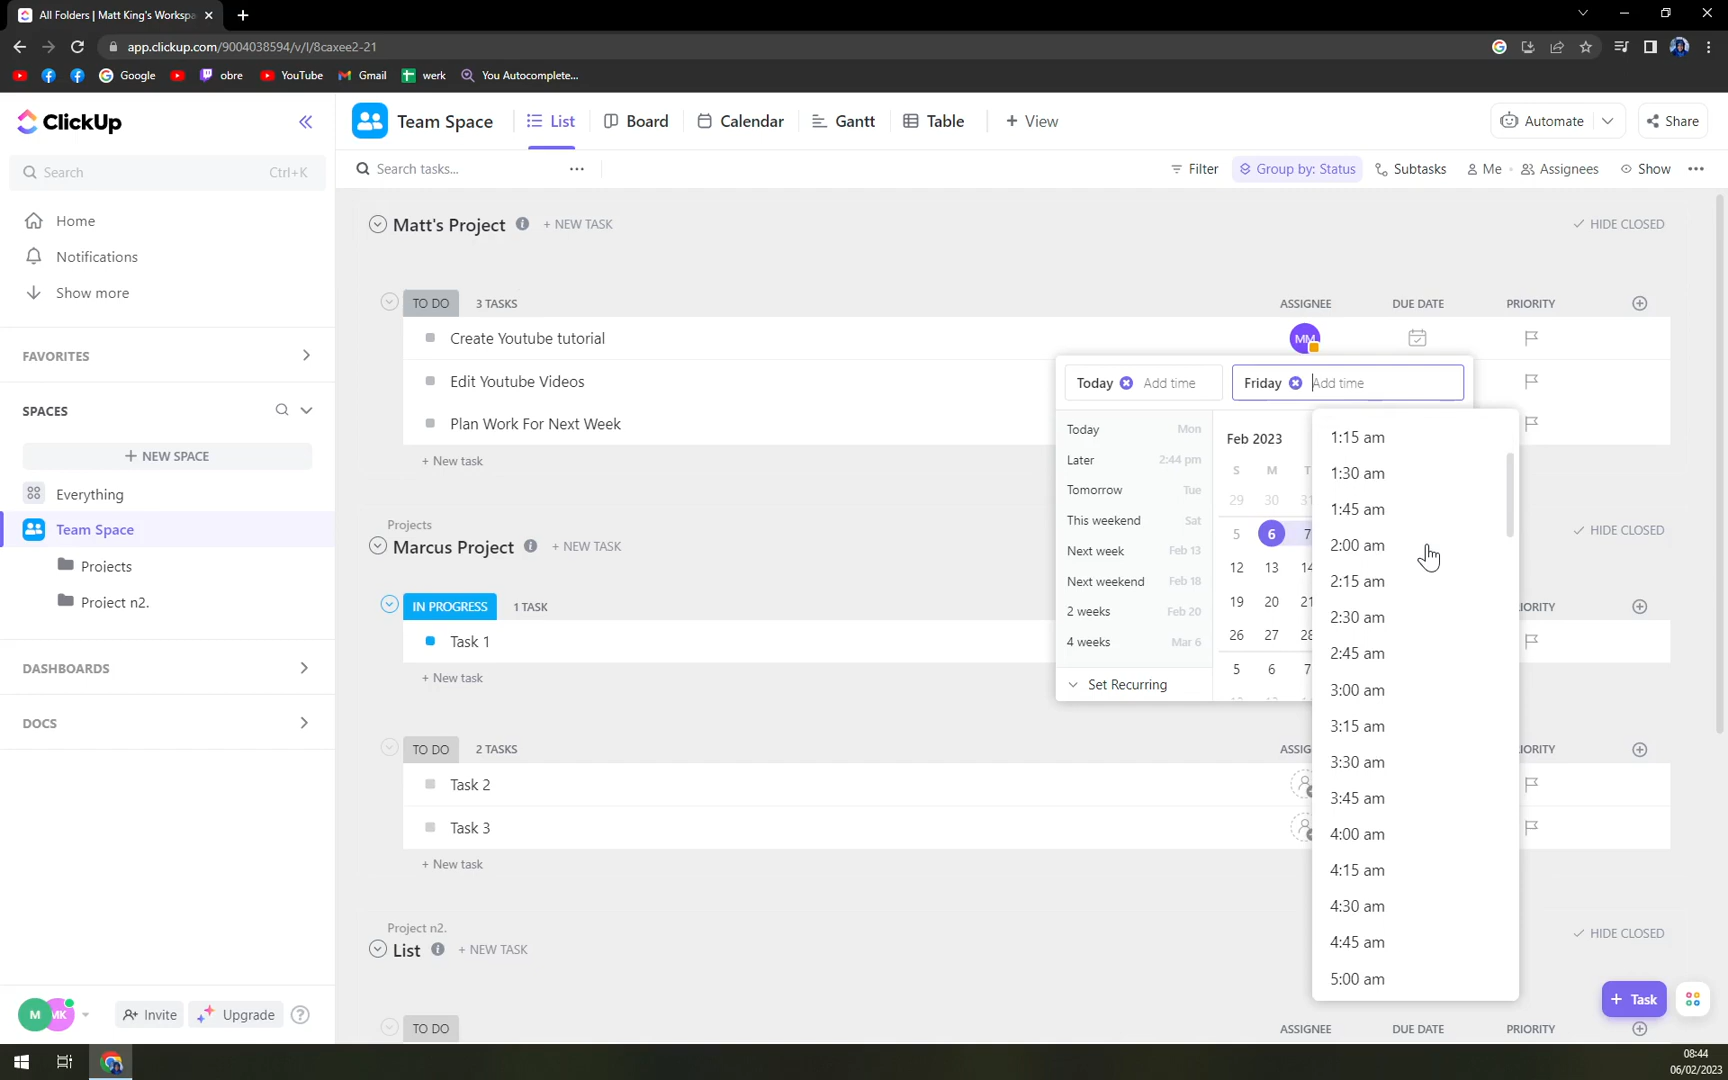 All Folders | Matt King's Workspa
app.clickup.com/9004038594/v/l/8caxee2-21
Google
obre
YouTube
Gmail
werk
You Autocomplete...
ClickUp
Team Space
List
Board
Calendar
Gantt
Table
+ View
Automate
Share
Search
Ctrl+K
Search tasks...
Filter
Group by: Status
Subtasks
Me
Assignees
Show
Home
Notifications
Show more
FAVORITES
SPACES
+ NEW SPACE
Everything
Team Space
Projects
Project n2.
DASHBOARDS
DOCS
M
MK
Invite
Upgrade
?
Matt's Project
+ NEW TASK
HIDE CLOSED
TO DO
3 TASKS
ASSIGNEE
DUE DATE
PRIORITY
Create Youtube tutorial
MM
Edit Youtube Videos
Plan Work For Next Week
+ New task
Today
Add time
Friday
Add time
Today Mon
Later 2:44 pm
Tomorrow Tue
This weekend Sat
Next week Feb 13
Next weekend Feb 18
2 weeks Feb 20
4 weeks Mar 6
Set Recurring
Feb 2023
S M T
29 30 31
5 6 7
12 13 14
19 20 21
26 27 28
5 6 7
1:15 am
1:30 am
1:45 am
2:00 am
2:15 am
2:30 am
2:45 am
3:00 am
3:15 am
3:30 am
3:45 am
4:00 am
4:15 am
4:30 am
4:45 am
5:00 am
Projects
Marcus Project
+ NEW TASK
HIDE CLOSED
IN PROGRESS
1 TASK
IORITY
Task 1
+ New task
TO DO
2 TASKS
ASSIG
IORITY
Task 2
Task 3
+ New task
Project n2.
List
+ NEW TASK
HIDE CLOSED
TO DO
ASSIGNEE
DUE DATE
PRIORITY
+ Task
08:44
06/02/2023